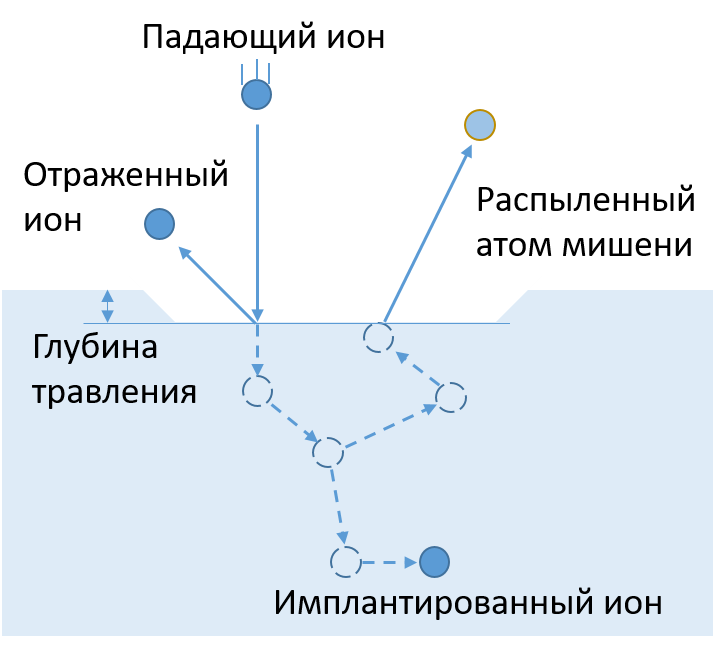 Падающий ион
Отраженный
ион
Распыленный
атом мишени
Глубина
травления
Имплантированный ион